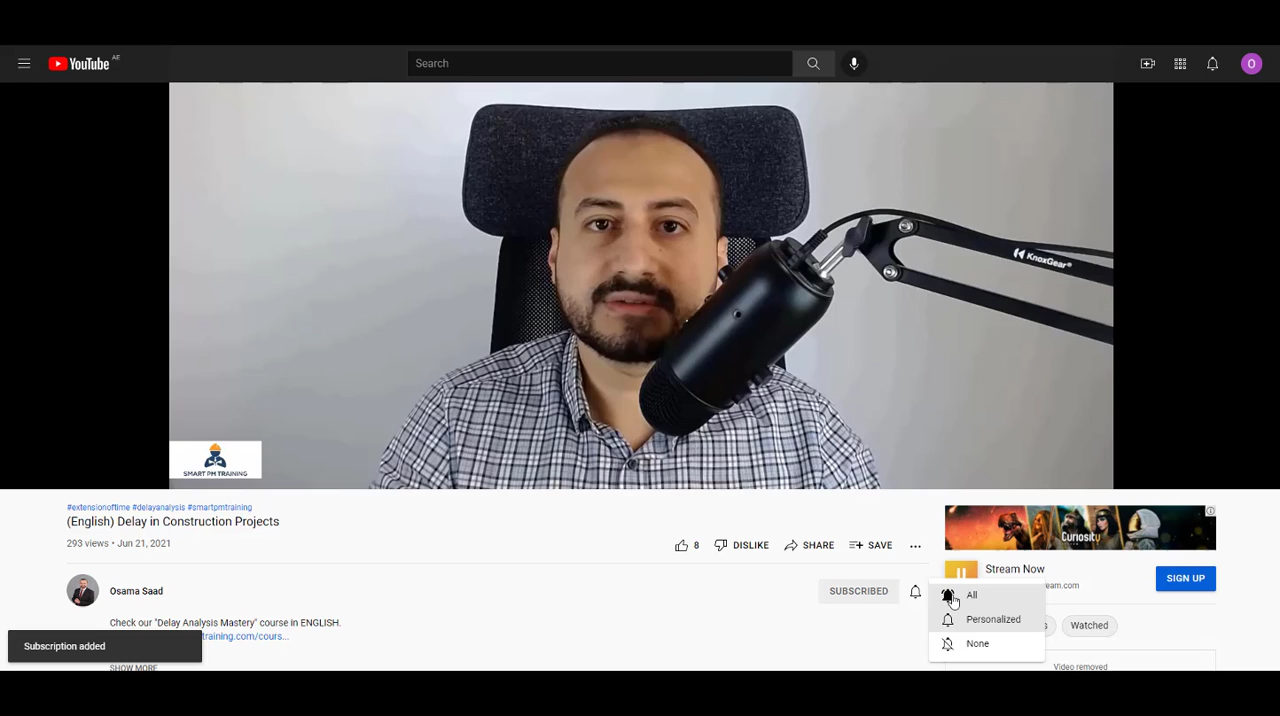 YouTube AE
Search
O
KnoxGear®
SMART PM TRAINING
#extensionoftime #delayanalysis #smartpmtraining
(English) Delay in Construction Projects
293 views • Jun 21, 2021
8 DISLIKE SHARE SAVE
Curiosity
Stream Now
eam.com
SIGN UP
Osama Saad
SUBSCRIBED
All
Personalized
None
Check our "Delay Analysis Mastery" course in ENGLISH.
training.com/cours...
SHOW MORE
Subscription added
s
Watched
Video removed